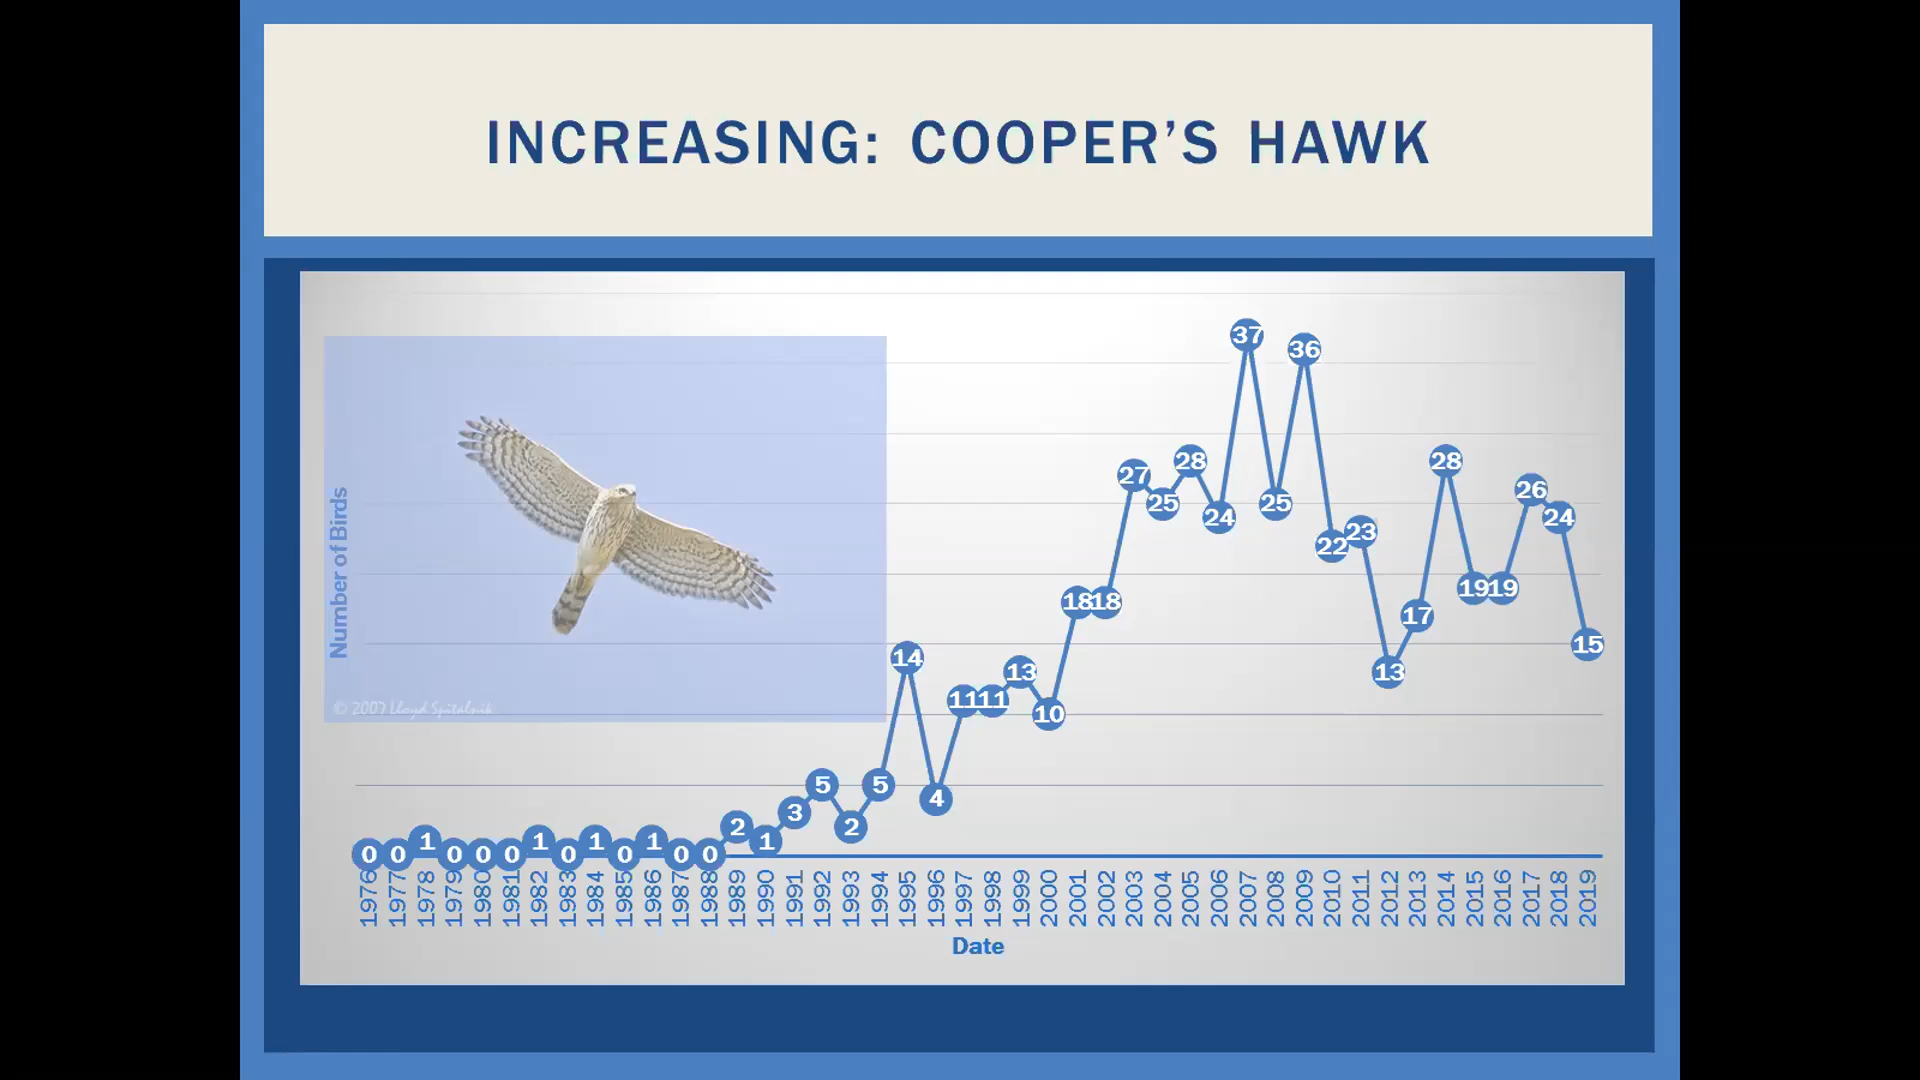 INCREASING: COOPER’S HAWK
Number of Birds
© 2007 Lloyd Spitalnik
0 0 1 0 0 0 1 0 1 0 1 0 0 2 1 3 5 2 5 14 4 11 11 13 10 18 18 27 25 28 24 37 25 36 22 23 13 17 28 19 19 26 24 15
1976 1977 1978 1979 1980 1981 1982 1983 1984 1985 1986 1987 1988 1989 1990 1991 1992 1993 1994 1995 1996 1997 1998 1999 2000 2001 2002 2003 2004 2005 2006 2007 2008 2009 2010 2011 2012 2013 2014 2015 2016 2017 2018 2019
Date